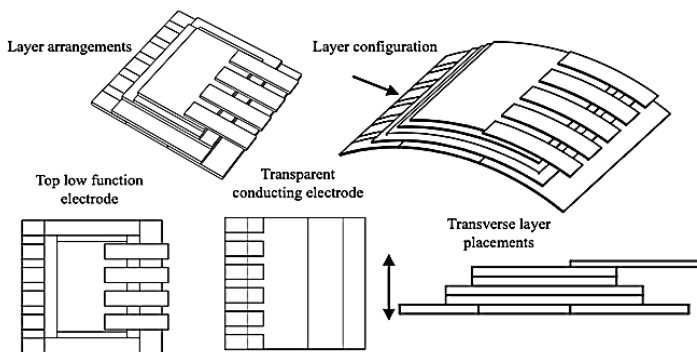 Layer arrangements
Layer configuration
Top low function
electrode
Transparent
conducting electrode
Transverse layer
placements